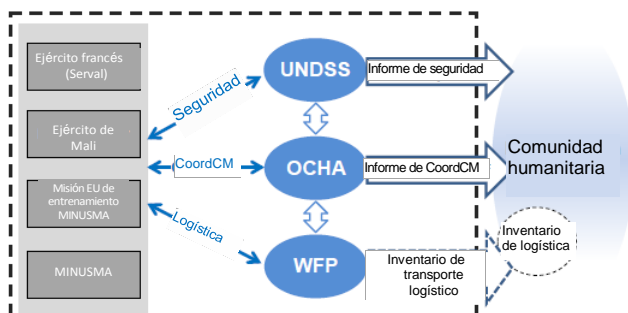 Ejército francés
(Serval)
Ejército de
Mali
Misión EU de
entrenamiento
MINUSMA
MINUSMA
Seguridad
CoordCM
Logística
UNDSS
OCHA
WFP
Informe de seguridad
Informe de CoordCM
Inventario de
transporte
logístico
Comunidad
humanitaria
Inventario
de logística